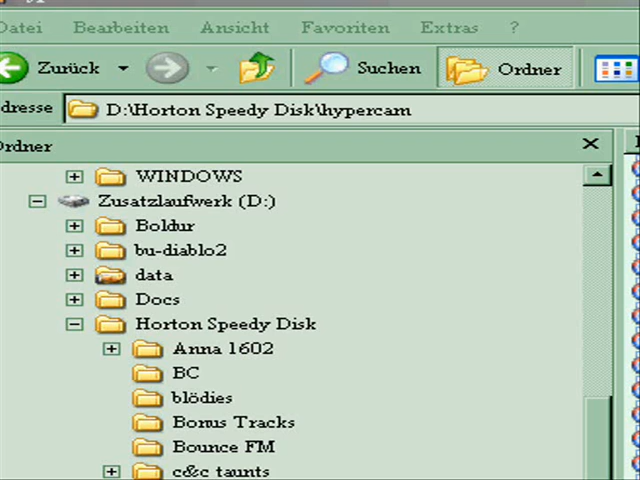 Datei Bearbeiten Ansicht Favoriten Extras ?
Zurück Suchen Ordner
dresse D:\Horton Speedy Disk\hypercam
Ordner
WINDOWS
Zusatzlaufwerk (D:)
Boldur
bu-diablo2
data
Docs
Horton Speedy Disk
Anna 1602
BC
blödies
Bonus Tracks
Bounce FM
c&c taunts